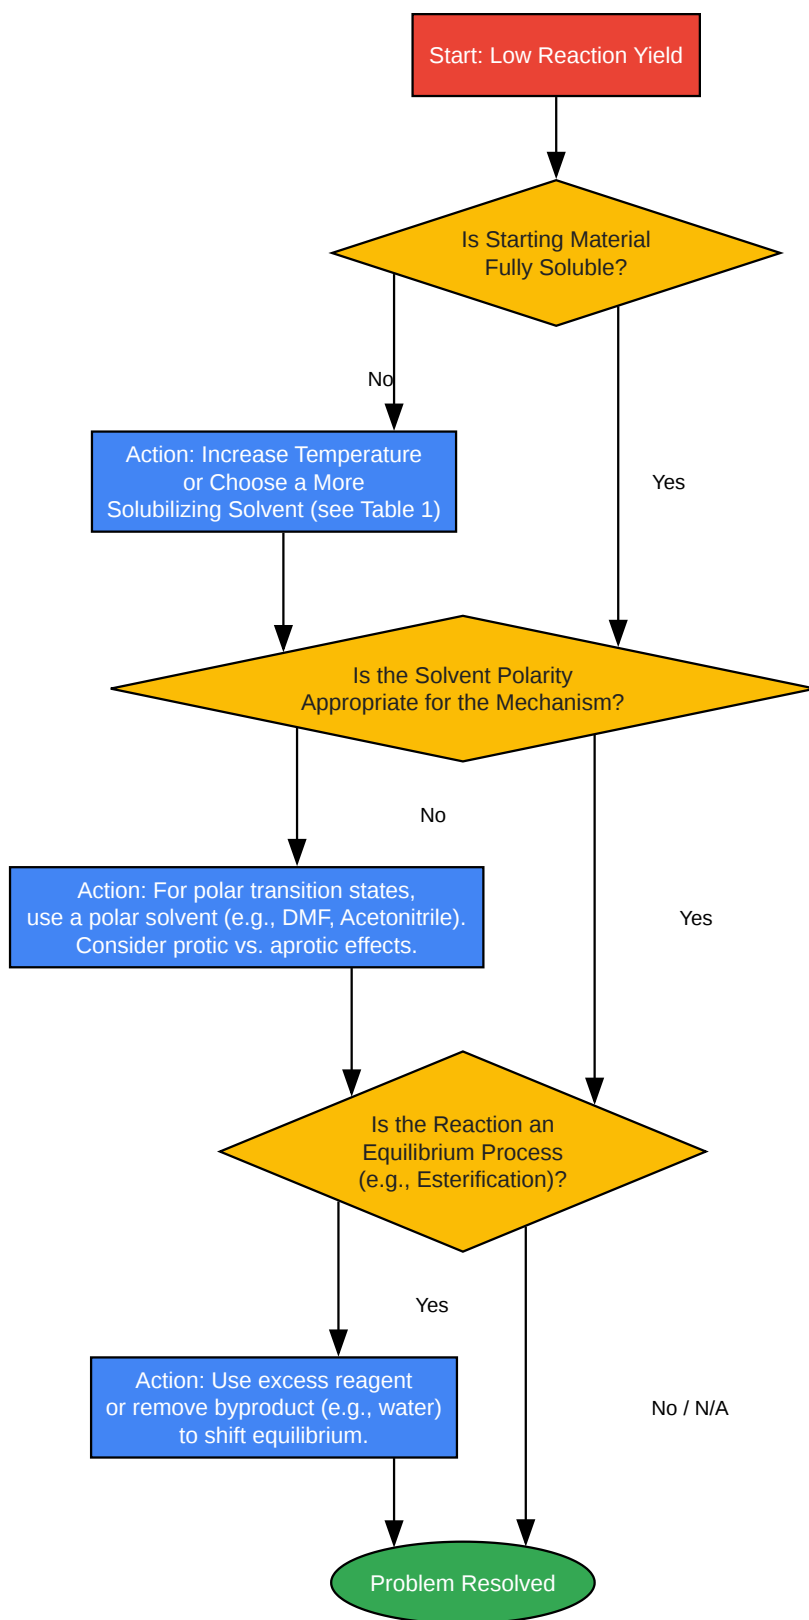 Start: Low Reaction Yield
Is Starting Material
Fully Soluble?
No
Action: Increase Temperature
or Choose a More
Solubilizing Solvent (see Table 1)
Yes
Is the Solvent Polarity
Appropriate for the Mechanism?
No
Action: For polar transition states,
use a polar solvent (e.g., DMF, Acetonitrile).
Consider protic vs. aprotic effects.
Yes
Is the Reaction an
Equilibrium Process
(e.g., Esterification)?
Yes
Action: Use excess reagent
or remove byproduct (e.g., water)
to shift equilibrium.
No / N/A
Problem Resolved